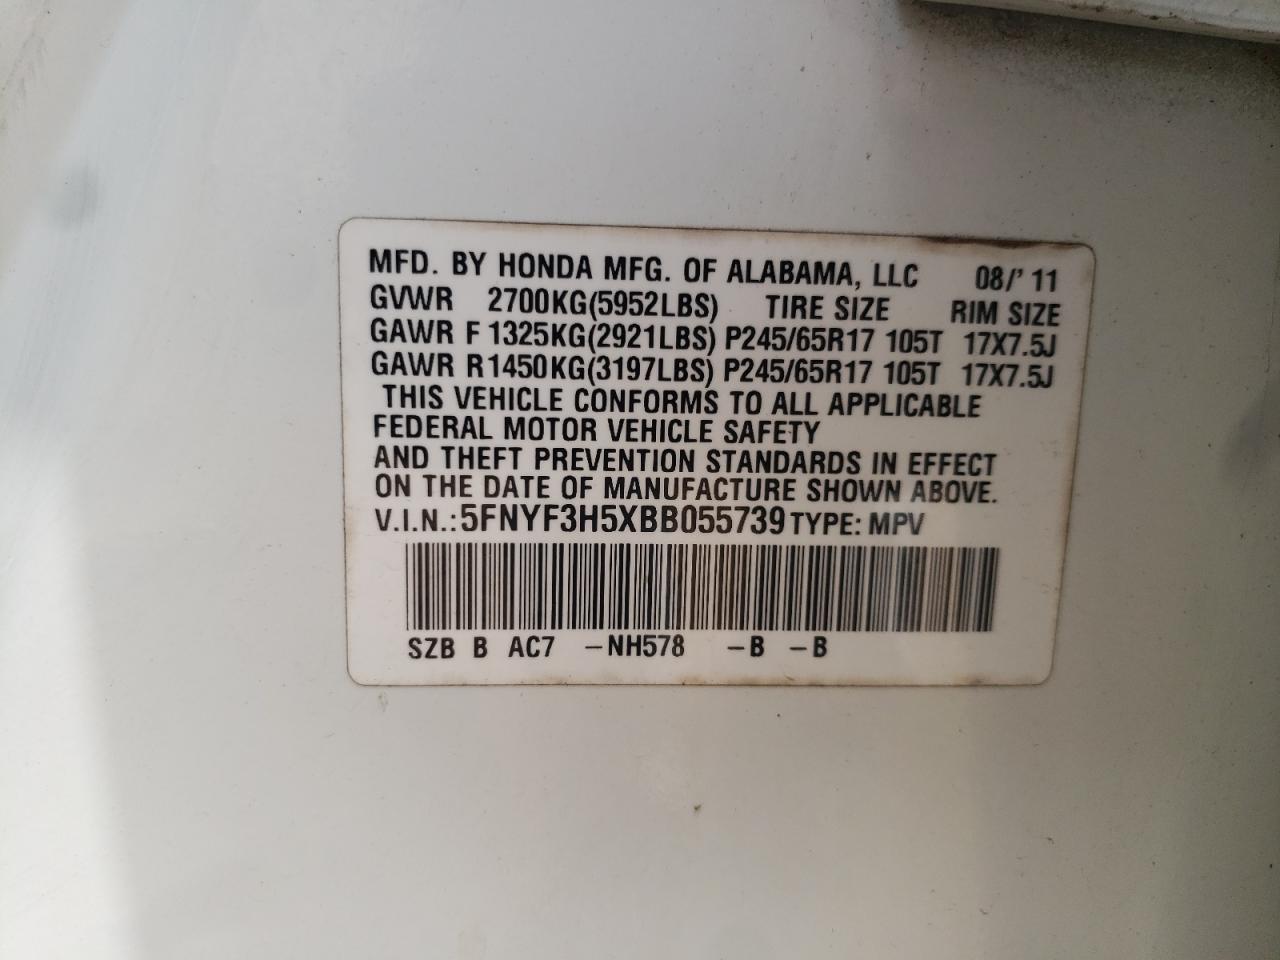 MFD. BY HONDA MFG. OF ALABAMA, LLC 08/'11
GVWR 2700KG(5952LBS) TIRE SIZE RIM SIZE
GAWR F 1325KG(2921LBS) P245/65R17 105T 17X7.5J
GAWR R 1450KG(3197LBS) P245/65R17 105T 17X7.5J
THIS VEHICLE CONFORMS TO ALL APPLICABLE
FEDERAL MOTOR VEHICLE SAFETY
AND THEFT PREVENTION STANDARDS IN EFFECT
ON THE DATE OF MANUFACTURE SHOWN ABOVE.
V.I.N.:5FNYF3H5XBB055739 TYPE: MPV
SZB B AC7 –NH578 –B –B